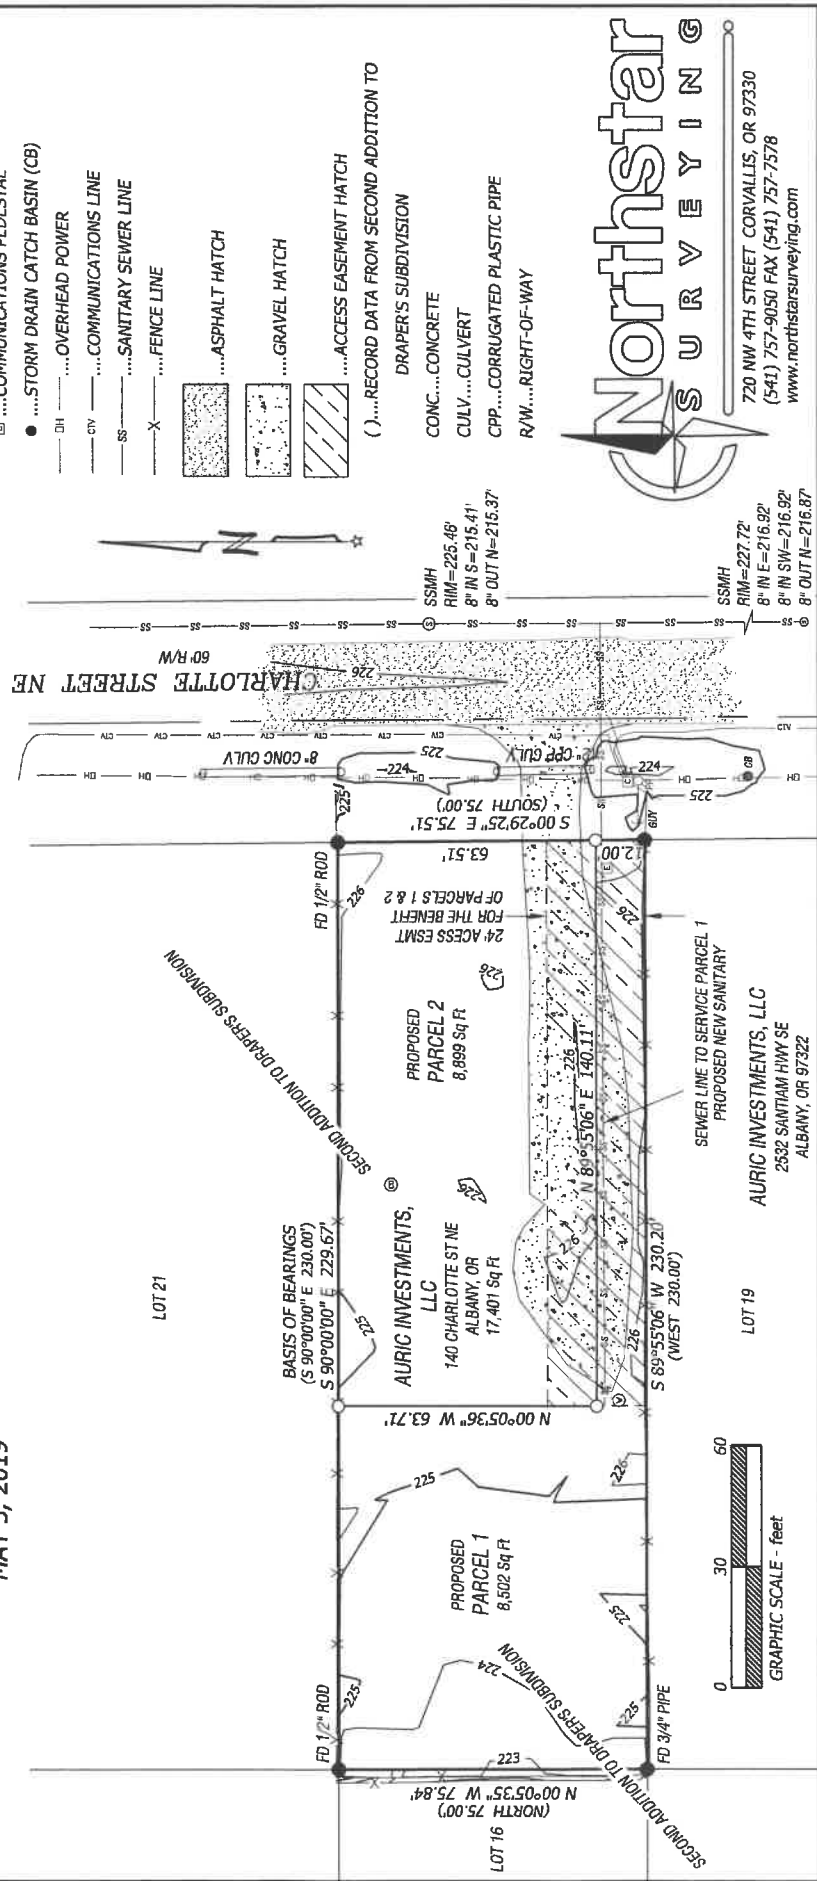 MAY 3, 2019
....COMMUNICATIONS PEDESTAL
....STORM DRAIN CATCH BASIN (CB)
OH ....OVERHEAD POWER
CTV ....COMMUNICATIONS LINE
SS ....SANITARY SEWER LINE
X ....FENCE LINE
....ASPHALT HATCH
....GRAVEL HATCH
....ACCESS EASEMENT HATCH
( )....RECORD DATA FROM SECOND ADDITION TO
DRAPER'S SUBDIVISION
CONC....CONCRETE
CULV....CULVERT
CPP....CORRUGATED PLASTIC PIPE
R/W....RIGHT-OF-WAY
Northstar
SURVEYING
720 NW 4TH STREET CORVALLIS, OR 97330
(541) 757-9050 FAX (541) 757-7578
www.northstarsurveying.com
N
CHARLOTTE STREET NE
60' R/W
SSMH
RIM=225.46'
8" IN S=215.41'
8" OUT N=215.37'
SSMH
RIM=227.72'
8" IN E=216.92'
8" IN SW=216.92'
8" OUT N=216.87'
8" CONC CULV
CPP CULV
GUY
CB
LOT 21
BASIS OF BEARINGS
(S 90°00'00" E 230.00')
S 90°00'00" E 229.67'
FD 1/2" ROD
FD 1/2" ROD
SECOND ADDITION TO DRAPER'S SUBDIVISION
S 00°29'25" E 75.51'
(SOUTH 75.00')
63.51'
12.00
24' ACESS ESMT
FOR THE BENEFIT
OF PARCELS 1 & 2
PROPOSED
PARCEL 2
8,899 Sq Ft
AURIC INVESTMENTS,
LLC
140 CHARLOTTE ST NE
ALBANY, OR
17,401 Sq Ft
N 89°55'06" E 140.11'
N 00°05'36" W 63.71'
PROPOSED
PARCEL 1
8,502 Sq Ft
S 89°55'06" W 230.20'
(WEST 230.00')
SEWER LINE TO SERVICE PARCEL 1
PROPOSED NEW SANITARY
AURIC INVESTMENTS, LLC
2532 SANTIAM HWY SE
ALBANY, OR 97322
LOT 19
N 00°05'35" W 75.84'
(NORTH 75.00')
LOT 16
SECOND ADDITION TO DRAPER'S SUBDIVISION
FD 3/4" PIPE
0 30 60
GRAPHIC SCALE - feet